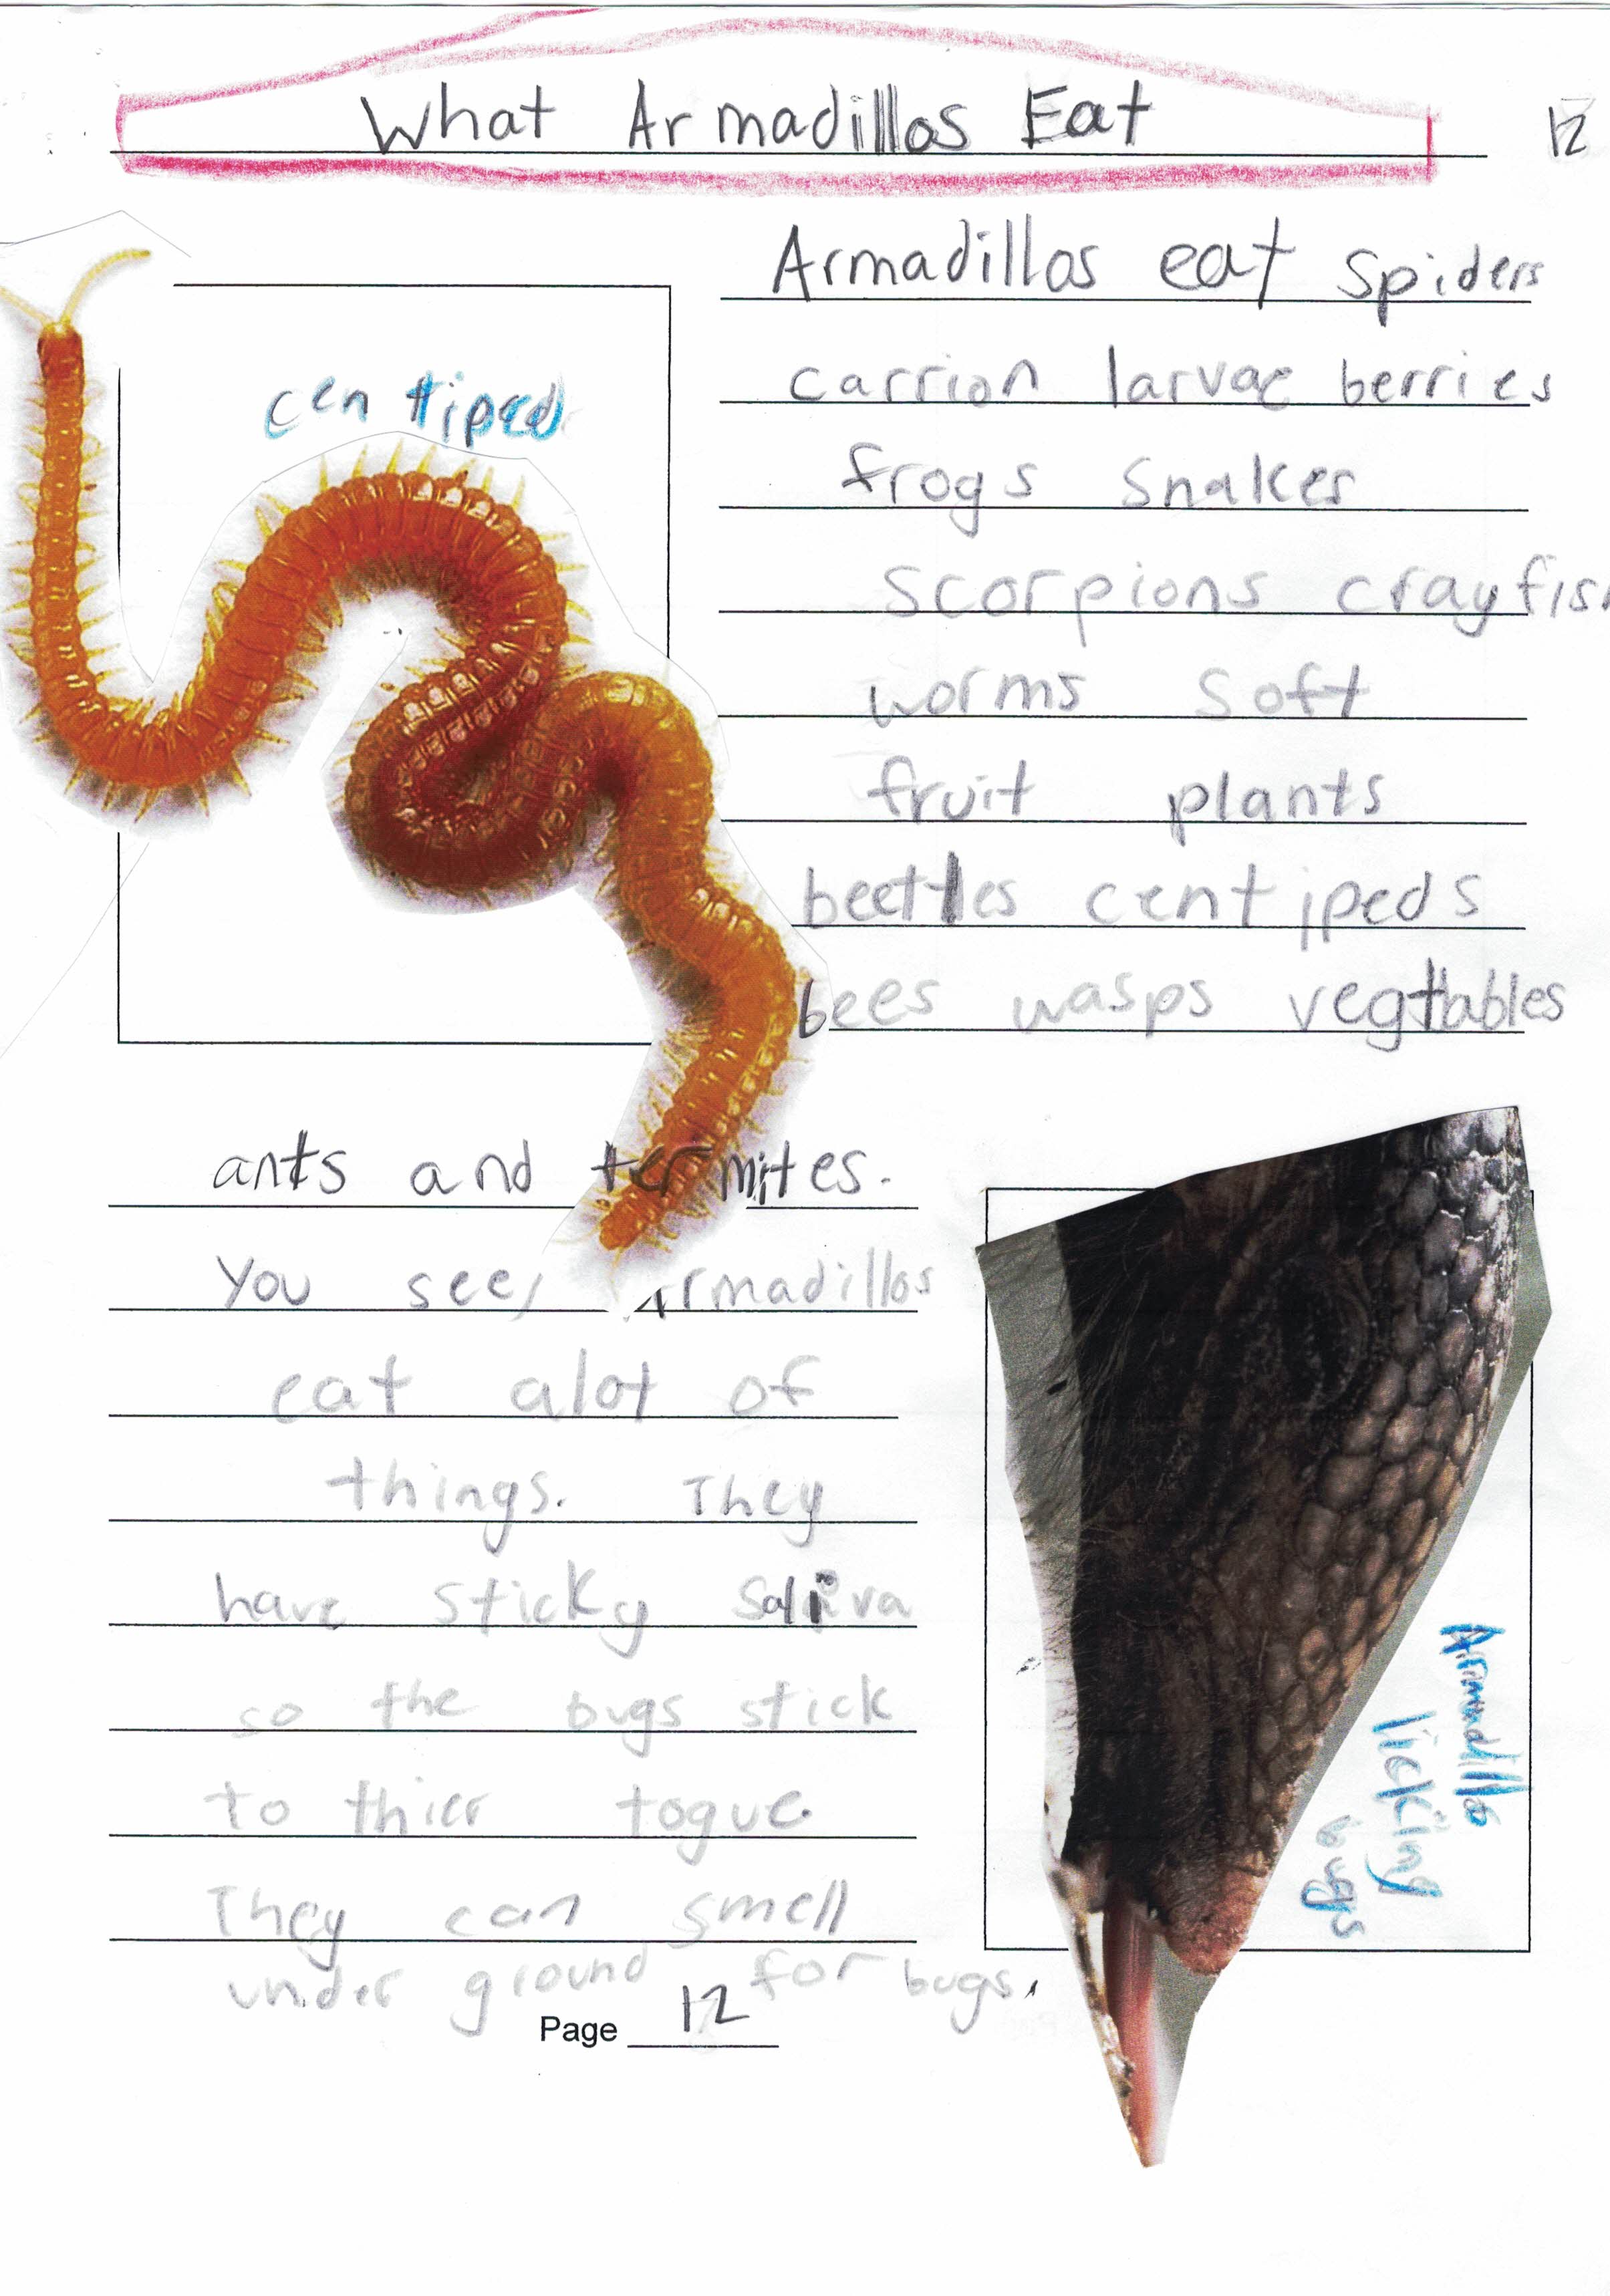 What Armadillos Eat
12
Armadillos eat spiders
carrion larvae berries
frogs snakes
scorpions crayfish
worms soft
fruit plants
beetles centipeds
bees wasps vegtables
centiped
ants and termites.
You see, Armadillos
eat alot of
things. They
have sticky saliva
so the bugs stick
to thier togue
They can smell
under ground for bugs.
Armadillo
licking
bugs
Page 12